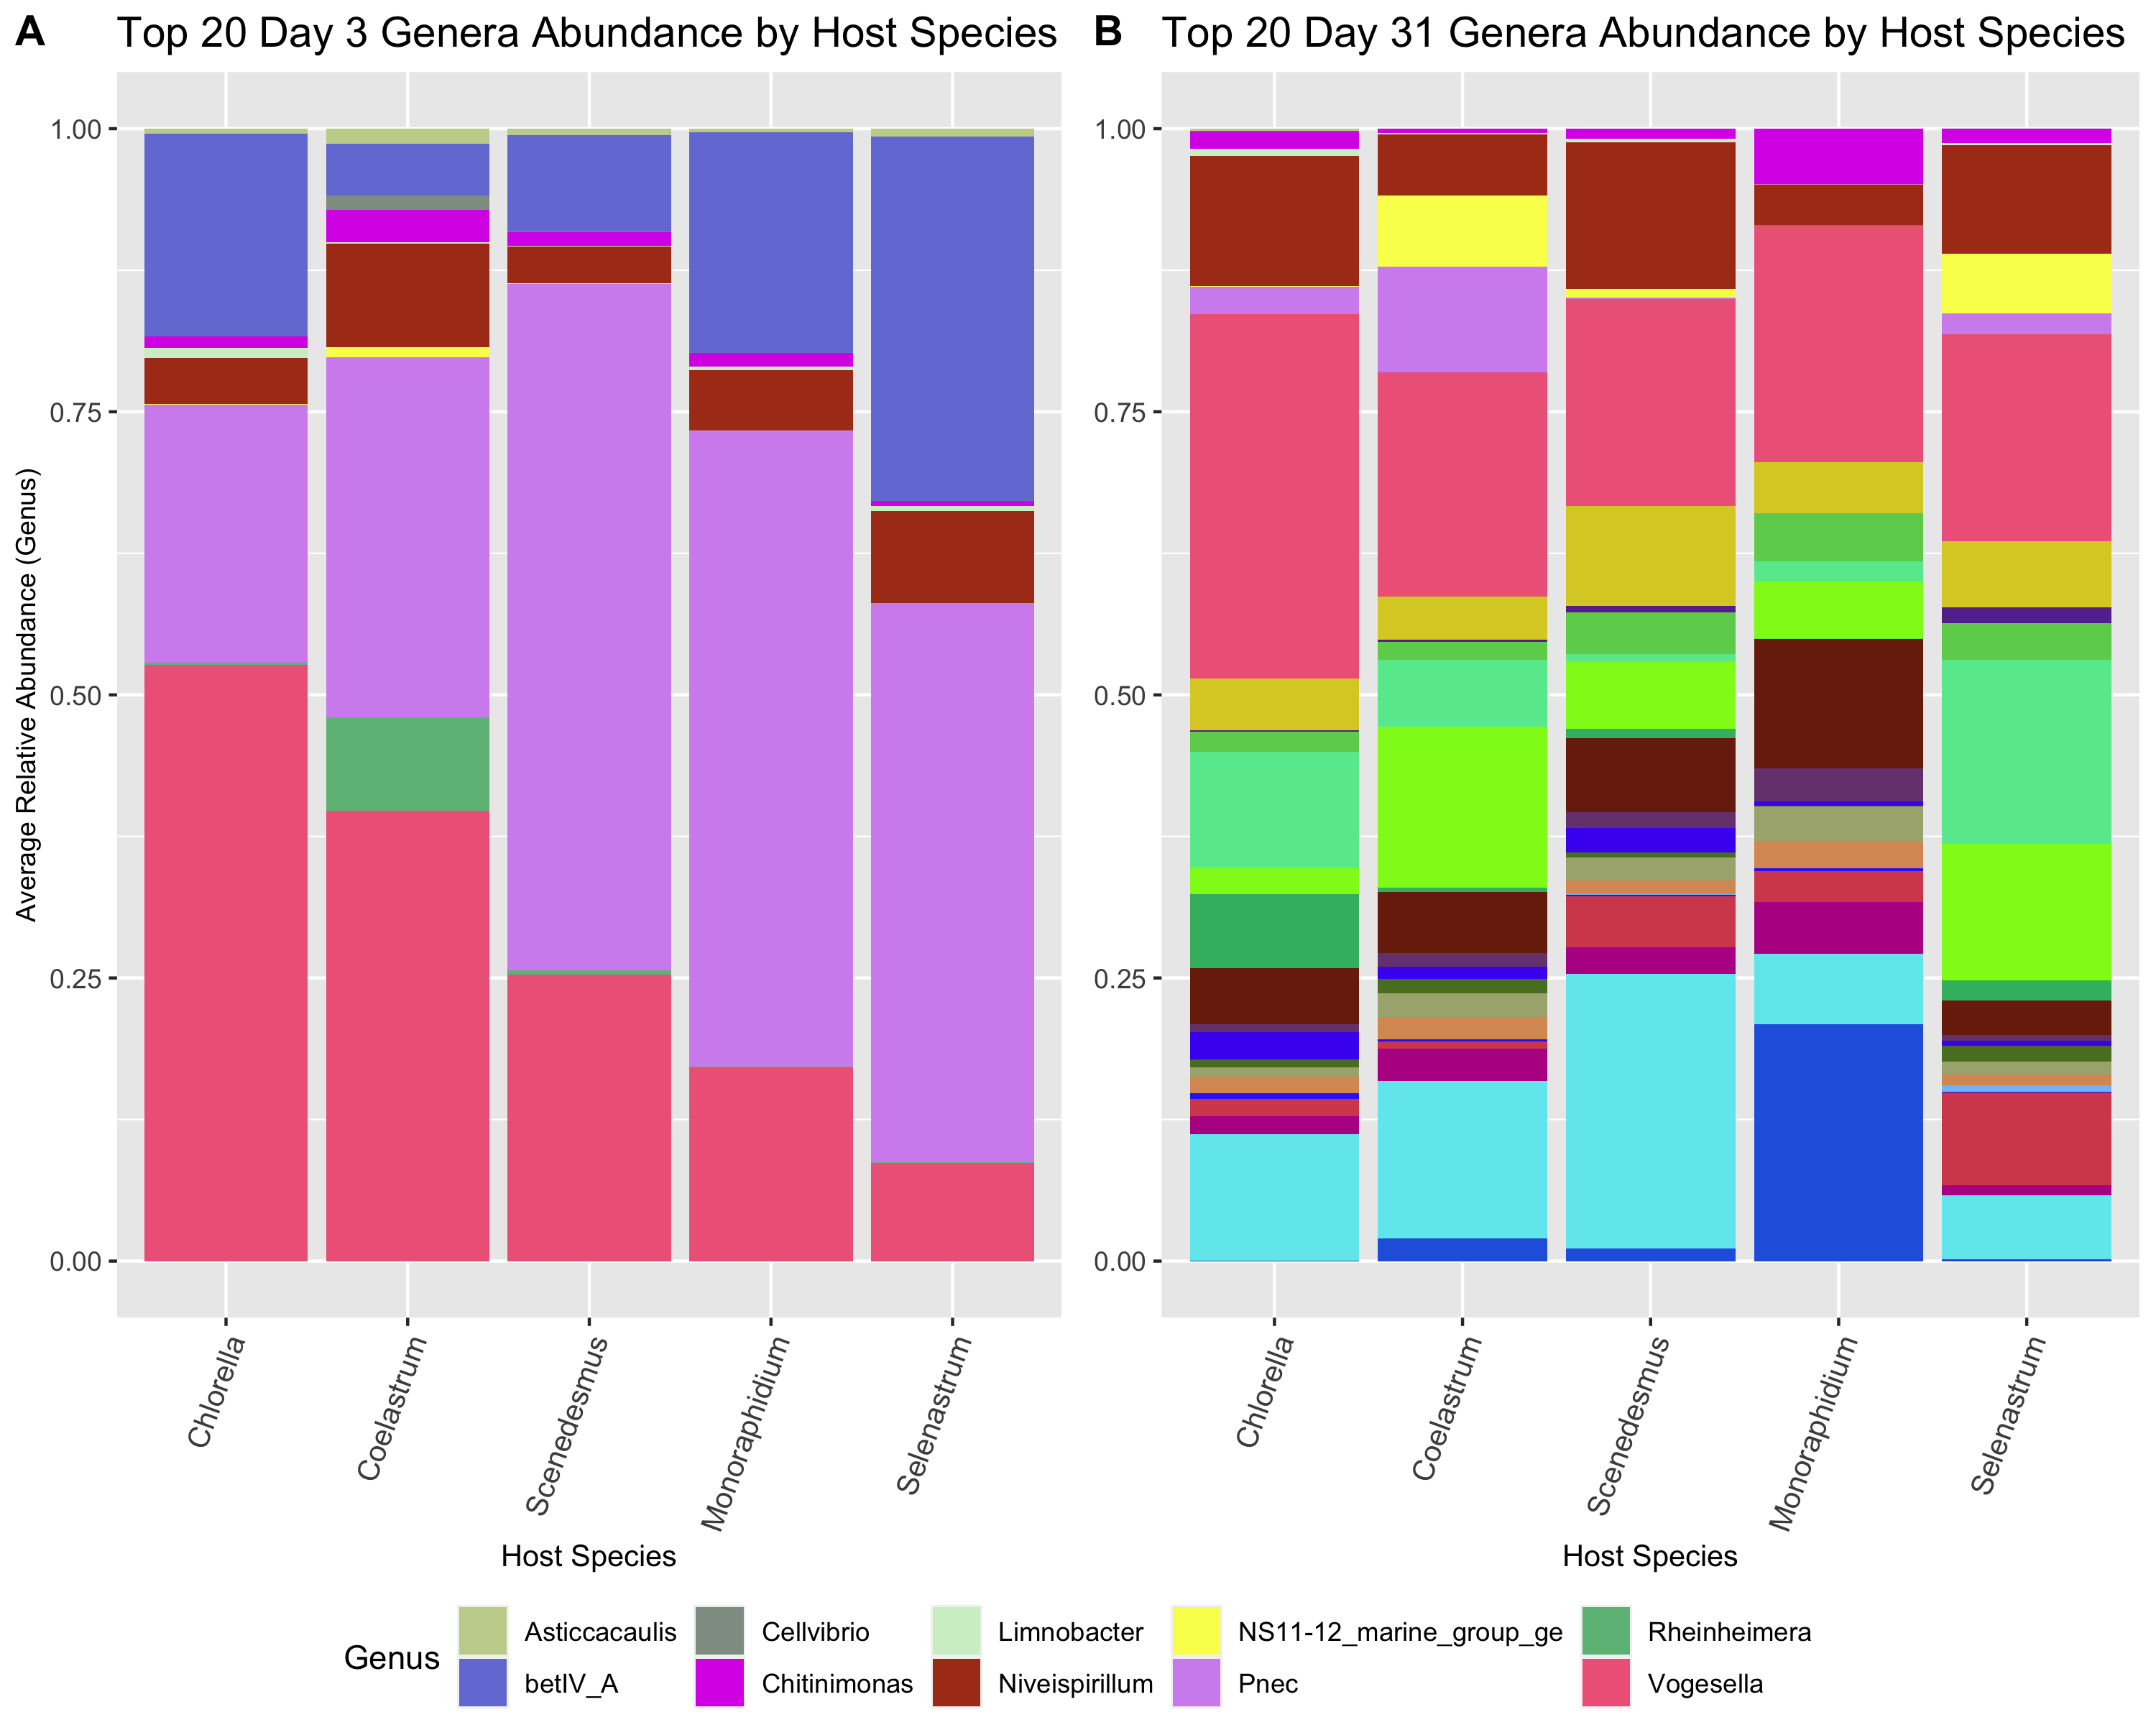 A Top 20 Day 3 Genera Abundance by Host Species
B Top 20 Day 31 Genera Abundance by Host Species
Average Relative Abundance (Genus)
1.00
0.75
0.50
0.25
0.00
1.00
0.75
0.50
0.25
0.00
Chlorella
Coelastrum
Scenedesmus
Monoraphidium
Selenastrum
Host Species
Chlorella
Coelastrum
Scenedesmus
Monoraphidium
Selenastrum
Host Species
Genus
Asticcacaulis
betIV_A
Cellvibrio
Chitinimonas
Limnobacter
Niveispirillum
NS11-12_marine_group_ge
Pnec
Rheinheimera
Vogesella